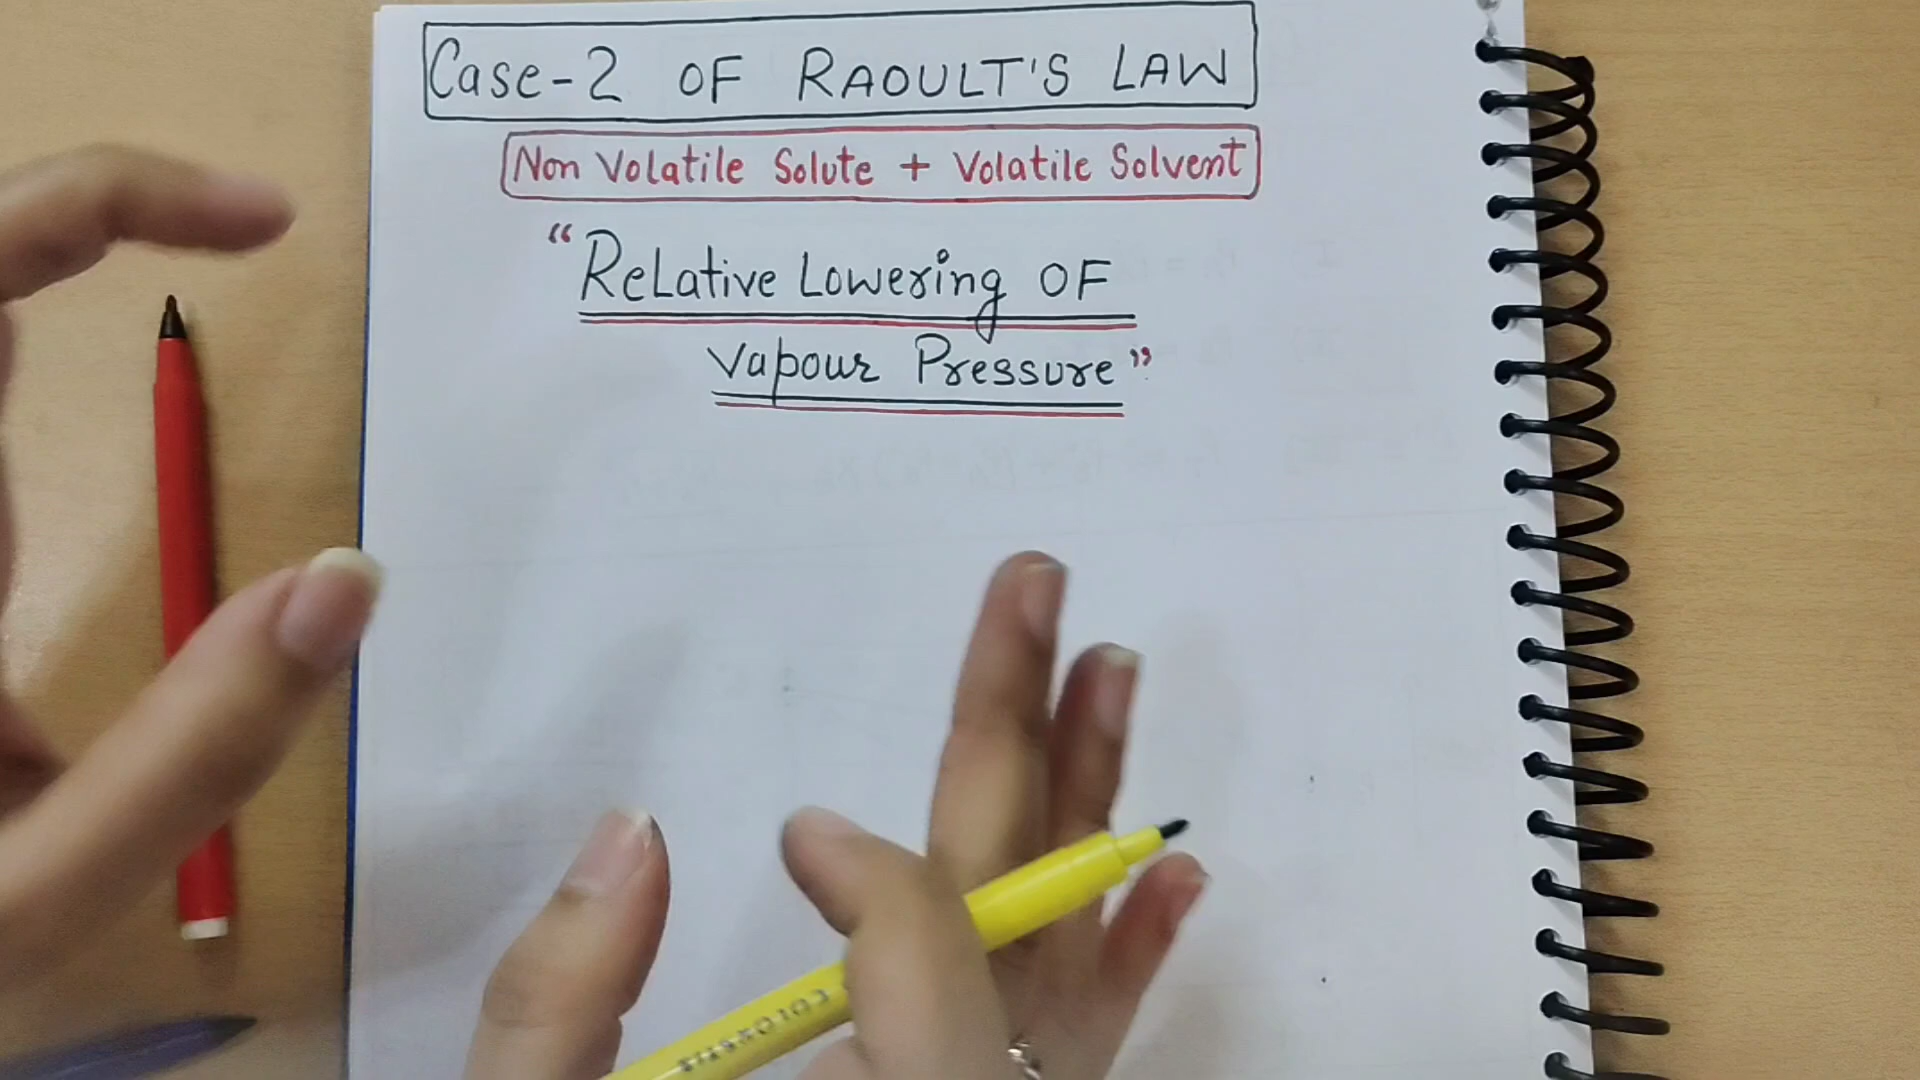 Case-2 OF RAOULT'S LAW
Non Volatile Solute + Volatile Solvent
“Relative Lowering OF
Vapour Pressure”